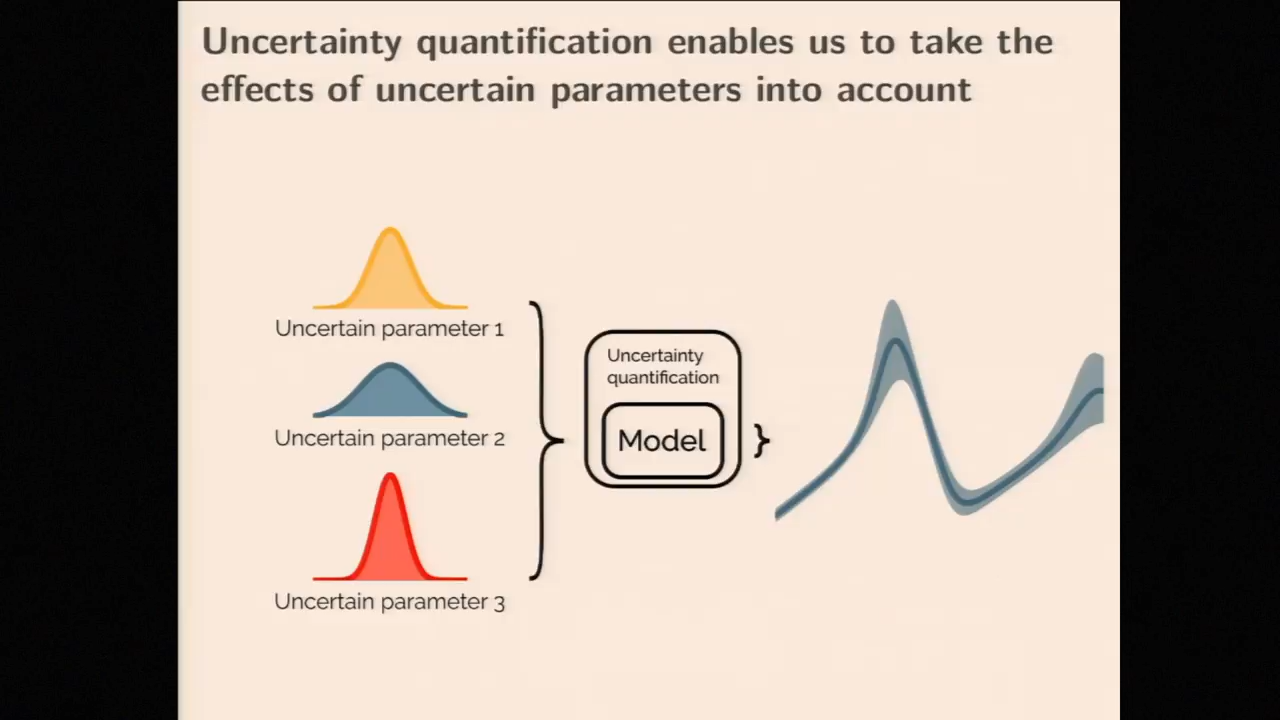 Uncertainty quantification enables us to take the
effects of uncertain parameters into account
Uncertain parameter 1
Uncertain parameter 2
Uncertain parameter 3
Uncertainty
quantification
Model